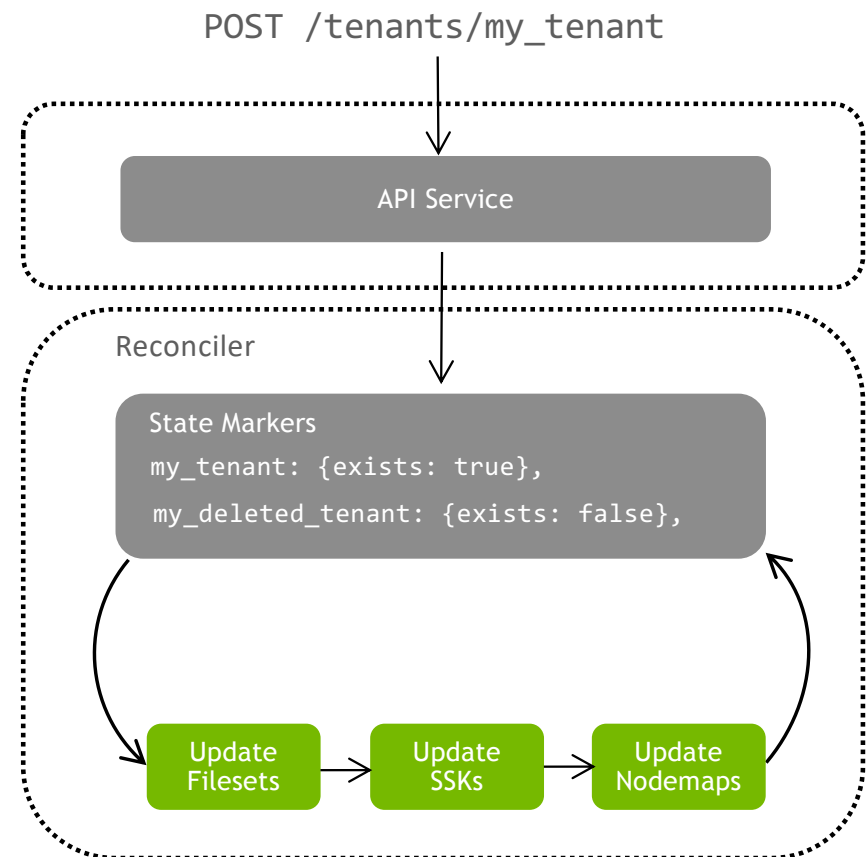 POST /tenants/my_tenant
API Service
Reconciler
State Markers
my_tenant: {exists: true},
my_deleted_tenant: {exists: false},
Update
Filesets
Update
SSKs
Update
Nodemaps